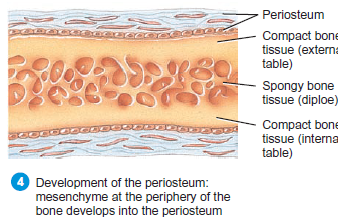 Periosteum
Compact bone
tissue (externa
table)
Spongy bone
tissue (diploe)
Compact bone
tissue (interna
table)
4 Development of the periosteum:
mesenchyme at the periphery of the
bone develops into the periosteum